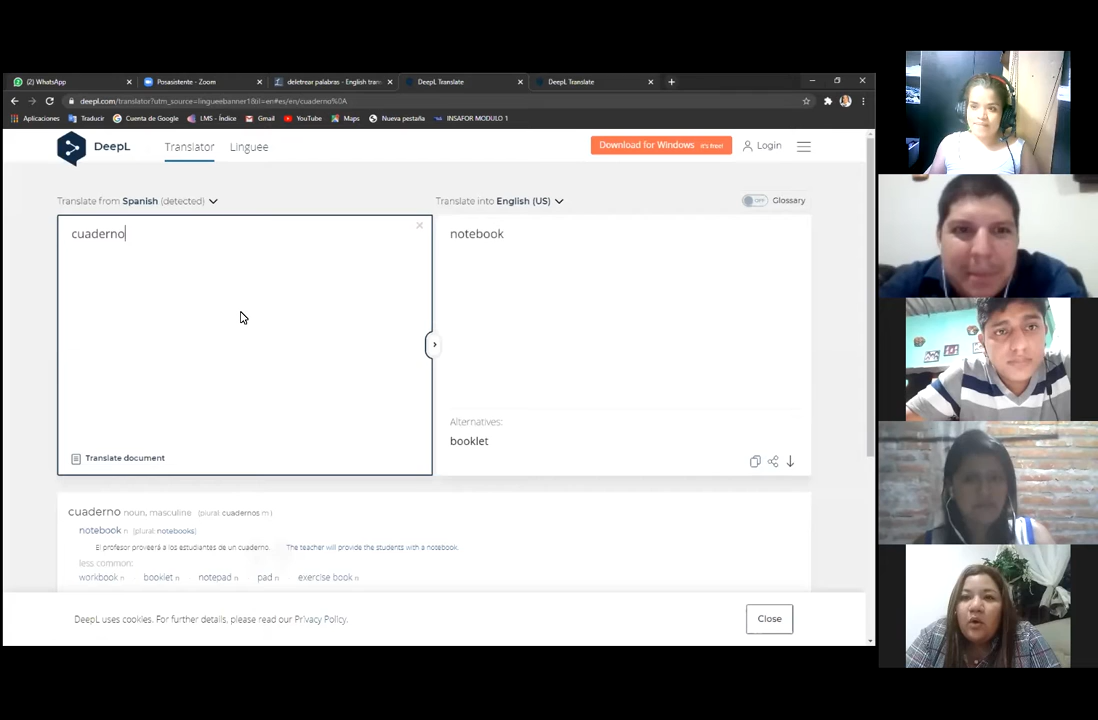 (2) WhatsApp
Posasistente - Zoom
deletrear palabras - English tran
DeepL Translate
DeepL Translate
deepl.com/translator?utm_source=lingueebanner1&il=en#es/en/cuaderno%0A
Aplicaciones
Traducir
Cuenta de Google
LMS - Índice
Gmail
YouTube
Maps
Nueva pestaña
INSAFOR MODULO 1
DeepL
Translator
Linguee
Download for Windows it's free!
Login
Translate from Spanish (detected)
Translate into English (US)
OFF
Glossary
cuaderno
notebook
Alternatives:
booklet
Translate document
cuaderno noun, masculine (plural: cuadernos m)
notebook n (plural: notebooks)
El profesor proveerá a los estudiantes de un cuaderno. The teacher will provide the students with a notebook.
less common:
workbook n booklet n notepad n pad n exercise book n
DeepL uses cookies. For further details, please read our Privacy Policy.
Close